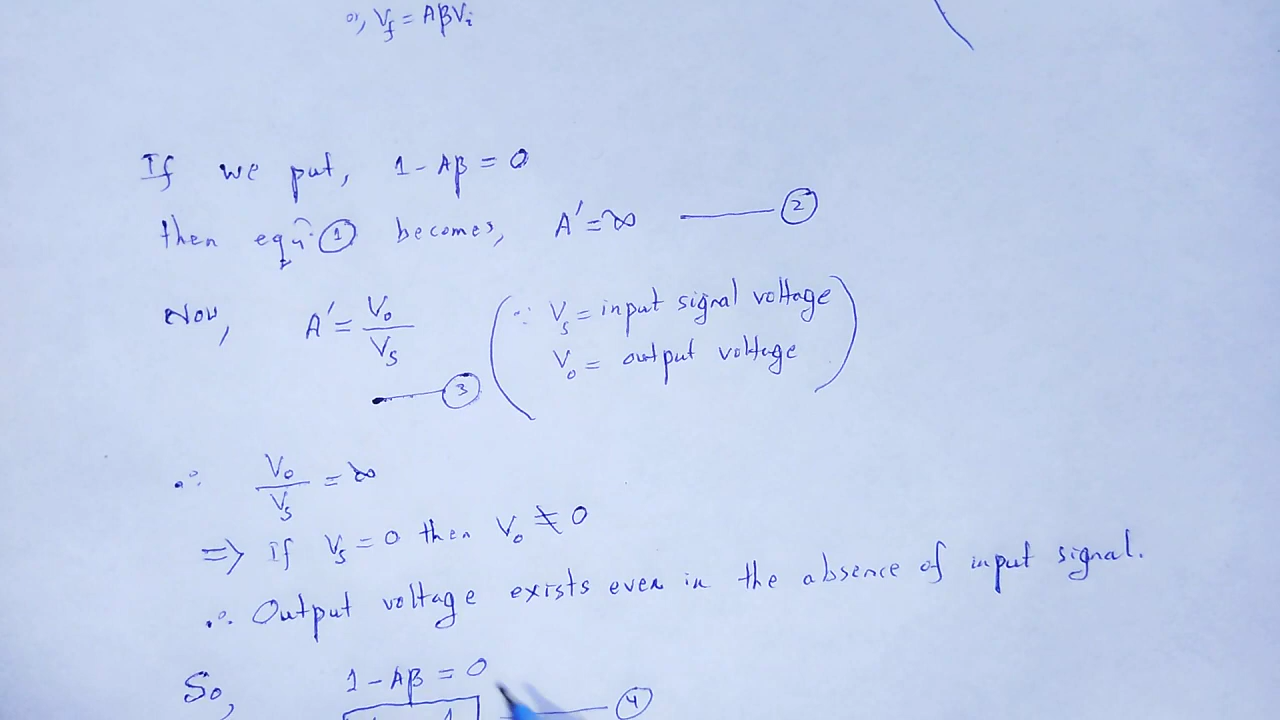 or, Vf = AβVi
If we put, 1 - Aβ = 0
then eqn. ① becomes, A' = ∞ —— ②
Now, A' = Vo/Vs —— ③
(∵ Vs = input signal voltage
Vo = output voltage)
∴ Vo/Vs = ∞
=> If Vs = 0 then Vo ≠ 0
∴ Output voltage exists even in the absence of input signal.
So, 1 - Aβ = 0
—— ④